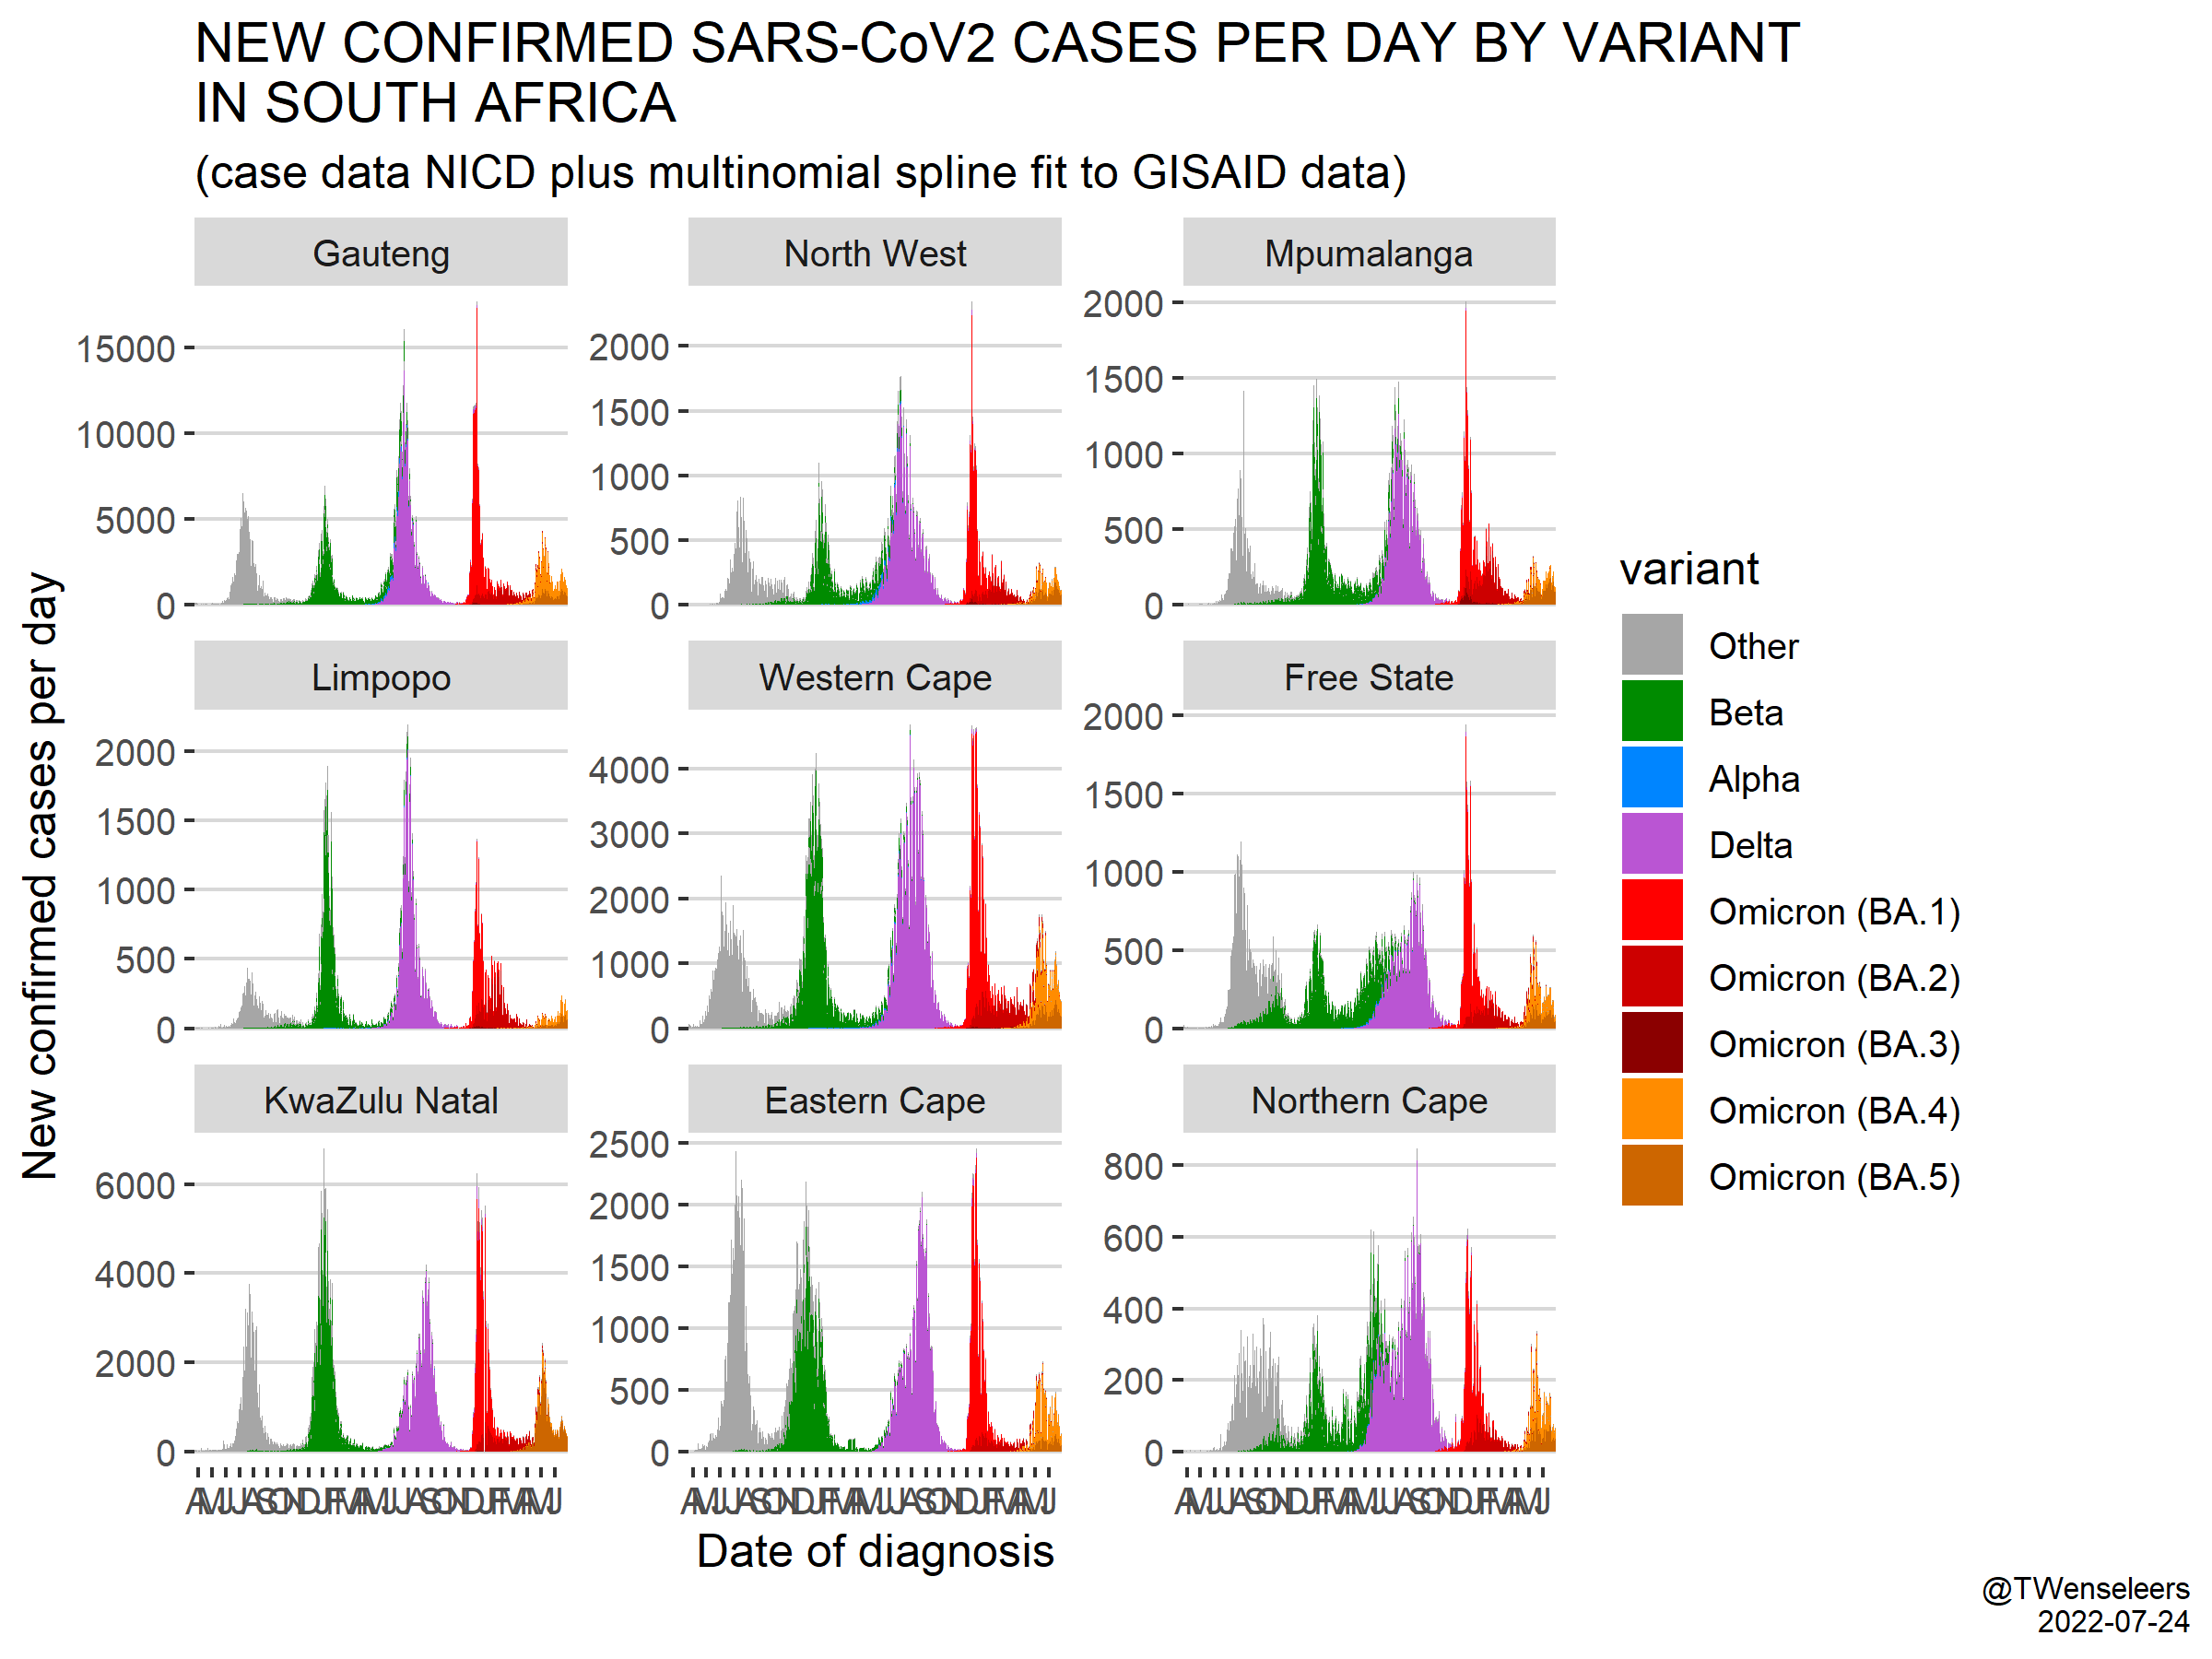 NEW CONFIRMED SARS-CoV2 CASES PER DAY BY VARIANT
IN SOUTH AFRICA
(case data NICD plus multinomial spline fit to GISAID data)
Gauteng
North West
Mpumalanga
15000
10000
5000
0
2000
1500
1000
500
0
2000
1500
1000
500
0
Limpopo
Western Cape
Free State
2000
1500
1000
500
0
4000
3000
2000
1000
0
2000
1500
1000
500
0
KwaZulu Natal
Eastern Cape
Northern Cape
6000
4000
2000
0
2500
2000
1500
1000
500
0
800
600
400
200
0
New confirmed cases per day
Date of diagnosis
variant
Other
Beta
Alpha
Delta
Omicron (BA.1)
Omicron (BA.2)
Omicron (BA.3)
Omicron (BA.4)
Omicron (BA.5)
@TWenseleers
2022-07-24